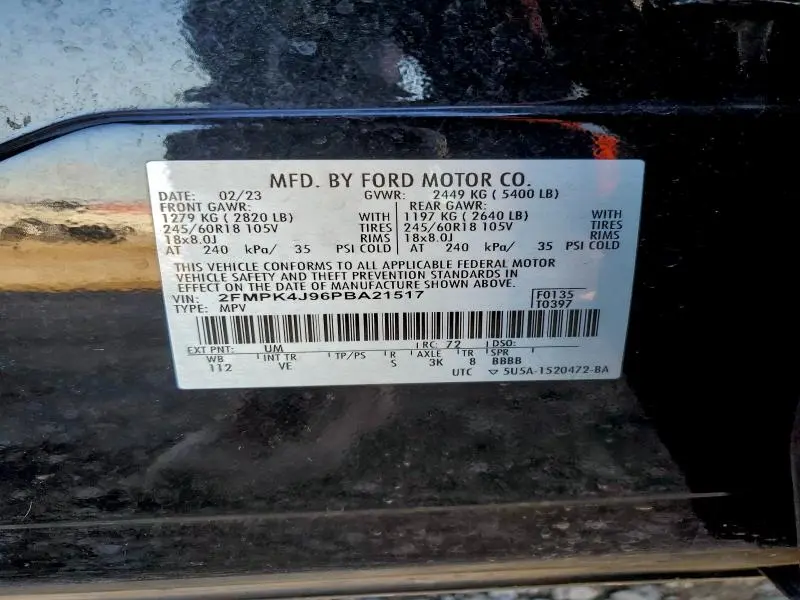 MFD. BY FORD MOTOR CO.
DATE: 02/23 GVWR: 2449 KG ( 5400 LB)
FRONT GAWR: REAR GAWR:
1279 KG ( 2820 LB) WITH 1197 KG ( 2640 LB) WITH
245/60R18 105V TIRES 245/60R18 105V TIRES
18x8.0J RIMS 18x8.0J RIMS
AT 240 kPa/ 35 PSI COLD AT 240 kPa/ 35 PSI COLD
THIS VEHICLE CONFORMS TO ALL APPLICABLE FEDERAL MOTOR
VEHICLE SAFETY AND THEFT PREVENTION STANDARDS IN
EFFECT ON THE DATE OF MANUFACTURE SHOWN ABOVE.
VIN: 2FMPK4J96PBA21517 F0135
TYPE: MPV T0397
EXT PNT: UM RC: 72 DSO:
WB INT TR TP/PS R AXLE TR SPR
112 VE S 3K 8 BBBB
UTC ▽ 5U5A-1520472-BA